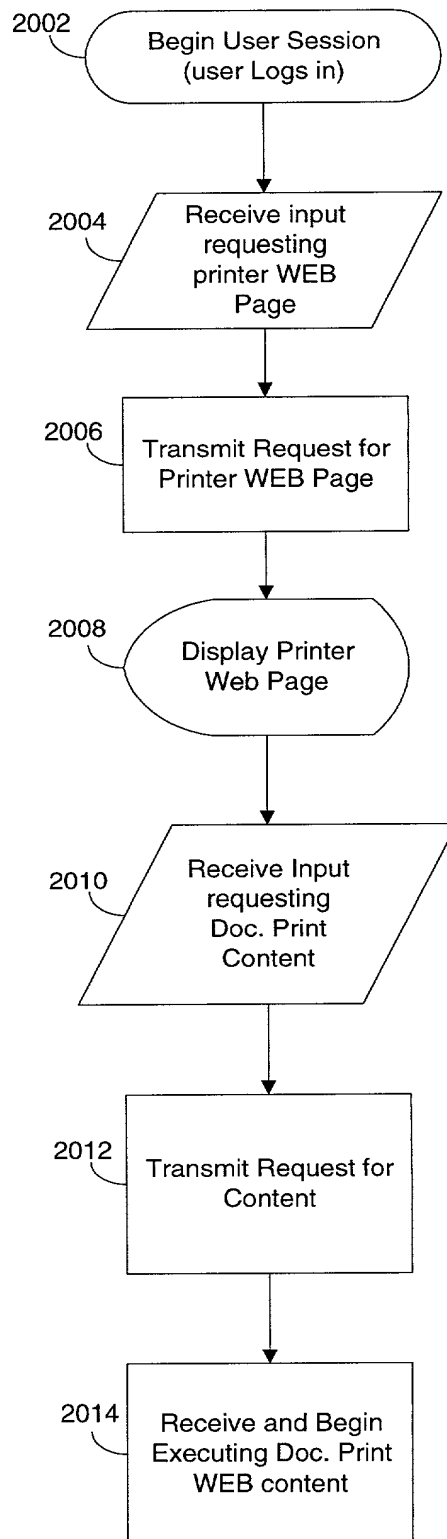 2002
Begin User Session
(user Logs in)
2004
Receive input
requesting
printer WEB
Page
2006
Transmit Request for
Printer WEB Page
2008
Display Printer
Web Page
2010
Receive Input
requesting
Doc. Print
Content
2012
Transmit Request for
Content
2014
Receive and Begin
Executing Doc. Print
WEB content